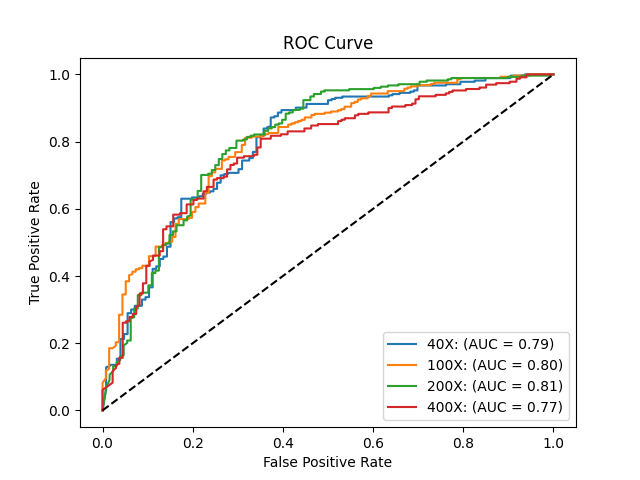 ROC Curve
True Positive Rate
1.0
0.8
0.6
0.4
0.2
0.0
40X: (AUC = 0.79)
100X: (AUC = 0.80)
200X: (AUC = 0.81)
400X: (AUC = 0.77)
0.0 0.2 0.4 0.6 0.8 1.0
False Positive Rate